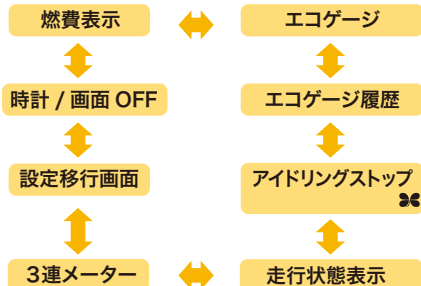 燃費表示
エコゲージ
時計 / 画面 OFF
エコゲージ履歴
設定移行画面
アイドリングストップ
3連メーター
走行状態表示